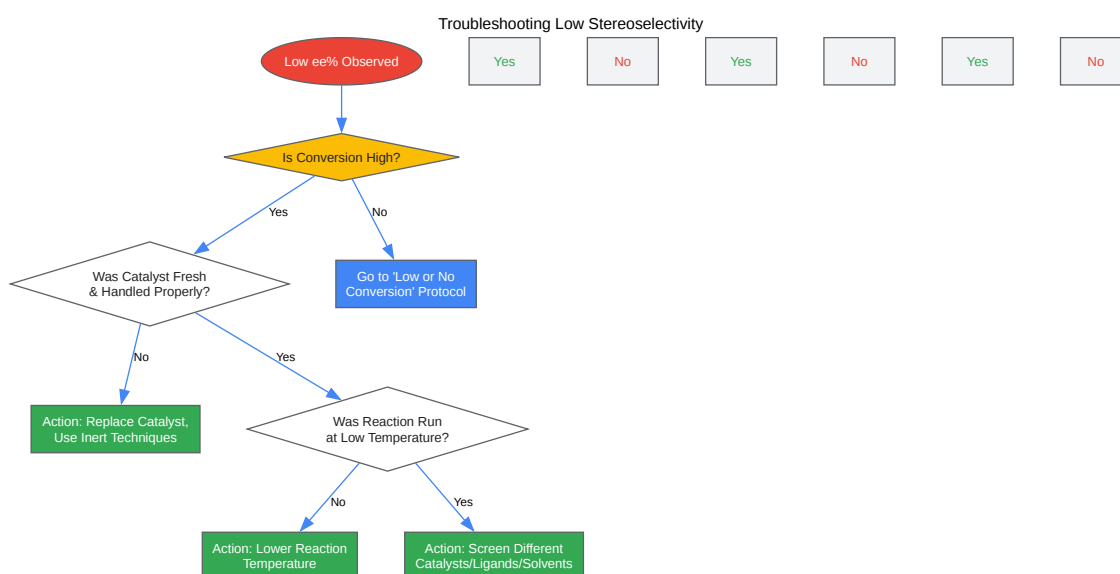 Troubleshooting Low Stereoselectivity
Low ee% Observed
Yes
No
Yes
No
Yes
No
Is Conversion High?
Yes
No
Was Catalyst Fresh
& Handled Properly?
Go to 'Low or No
Conversion' Protocol
No
Yes
Action: Replace Catalyst,
Use Inert Techniques
Was Reaction Run
at Low Temperature?
No
Yes
Action: Lower Reaction
Temperature
Action: Screen Different
Catalysts/Ligands/Solvents